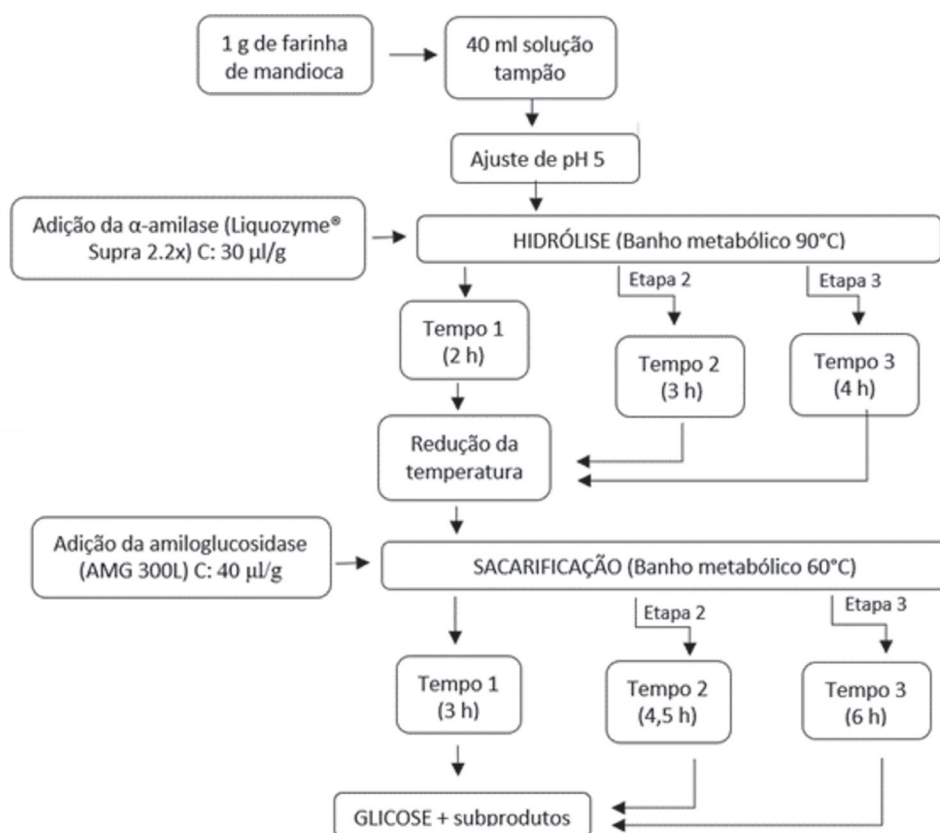 1 g de farinha
de mandioca
40 ml solução
tampão
Ajuste de pH 5
Adição da α-amilase (Liquozyme®
Supra 2.2x) C: 30 µl/g
HIDRÓLISE (Banho metabólico 90°C)
Etapa 2
Etapa 3
Tempo 1
(2 h)
Tempo 2
(3 h)
Tempo 3
(4 h)
Redução da
temperatura
Adição da amiloglucosidase
(AMG 300L) C: 40 µl/g
SACARIFICAÇÃO (Banho metabólico 60°C)
Etapa 2
Etapa 3
Tempo 1
(3 h)
Tempo 2
(4,5 h)
Tempo 3
(6 h)
GLICOSE + subprodutos